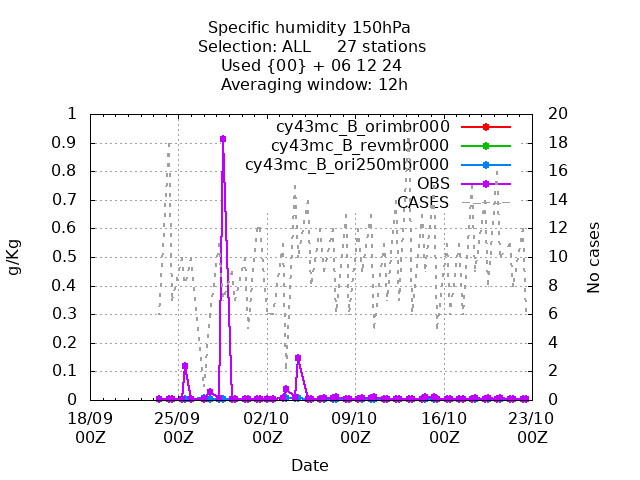 Specific humidity 150hPa
Selection: ALL 27 stations
Used {00} + 06 12 24
Averaging window: 12h
cy43mc_B_orimbr000
cy43mc_B_revmbr000
cy43mc_B_ori250mbr000
OBS
CASES
g/Kg
1
0.9
0.8
0.7
0.6
0.5
0.4
0.3
0.2
0.1
0
20
18
16
14
12
10
8
6
4
2
0
No cases
18/09 25/09 02/10 09/10 16/10 23/10
00Z 00Z 00Z 00Z 00Z 00Z
Date